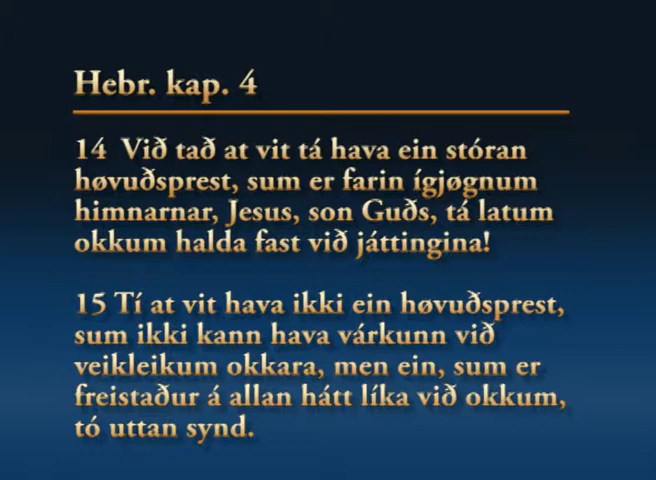 Hebr. kap. 4
14 Við tað at vit tá hava ein stóran
høvuðsprest, sum er farin ígjøgnum
himnarnar, Jesus, son Guðs, tá latum
okkum halda fast við játtingina!
15 Tí at vit hava ikki ein høvuðsprest,
sum ikki kann hava várkunn við
veikleikum okkara, men ein, sum er
freistaður á allan hátt líka við okkum,
tó uttan synd.